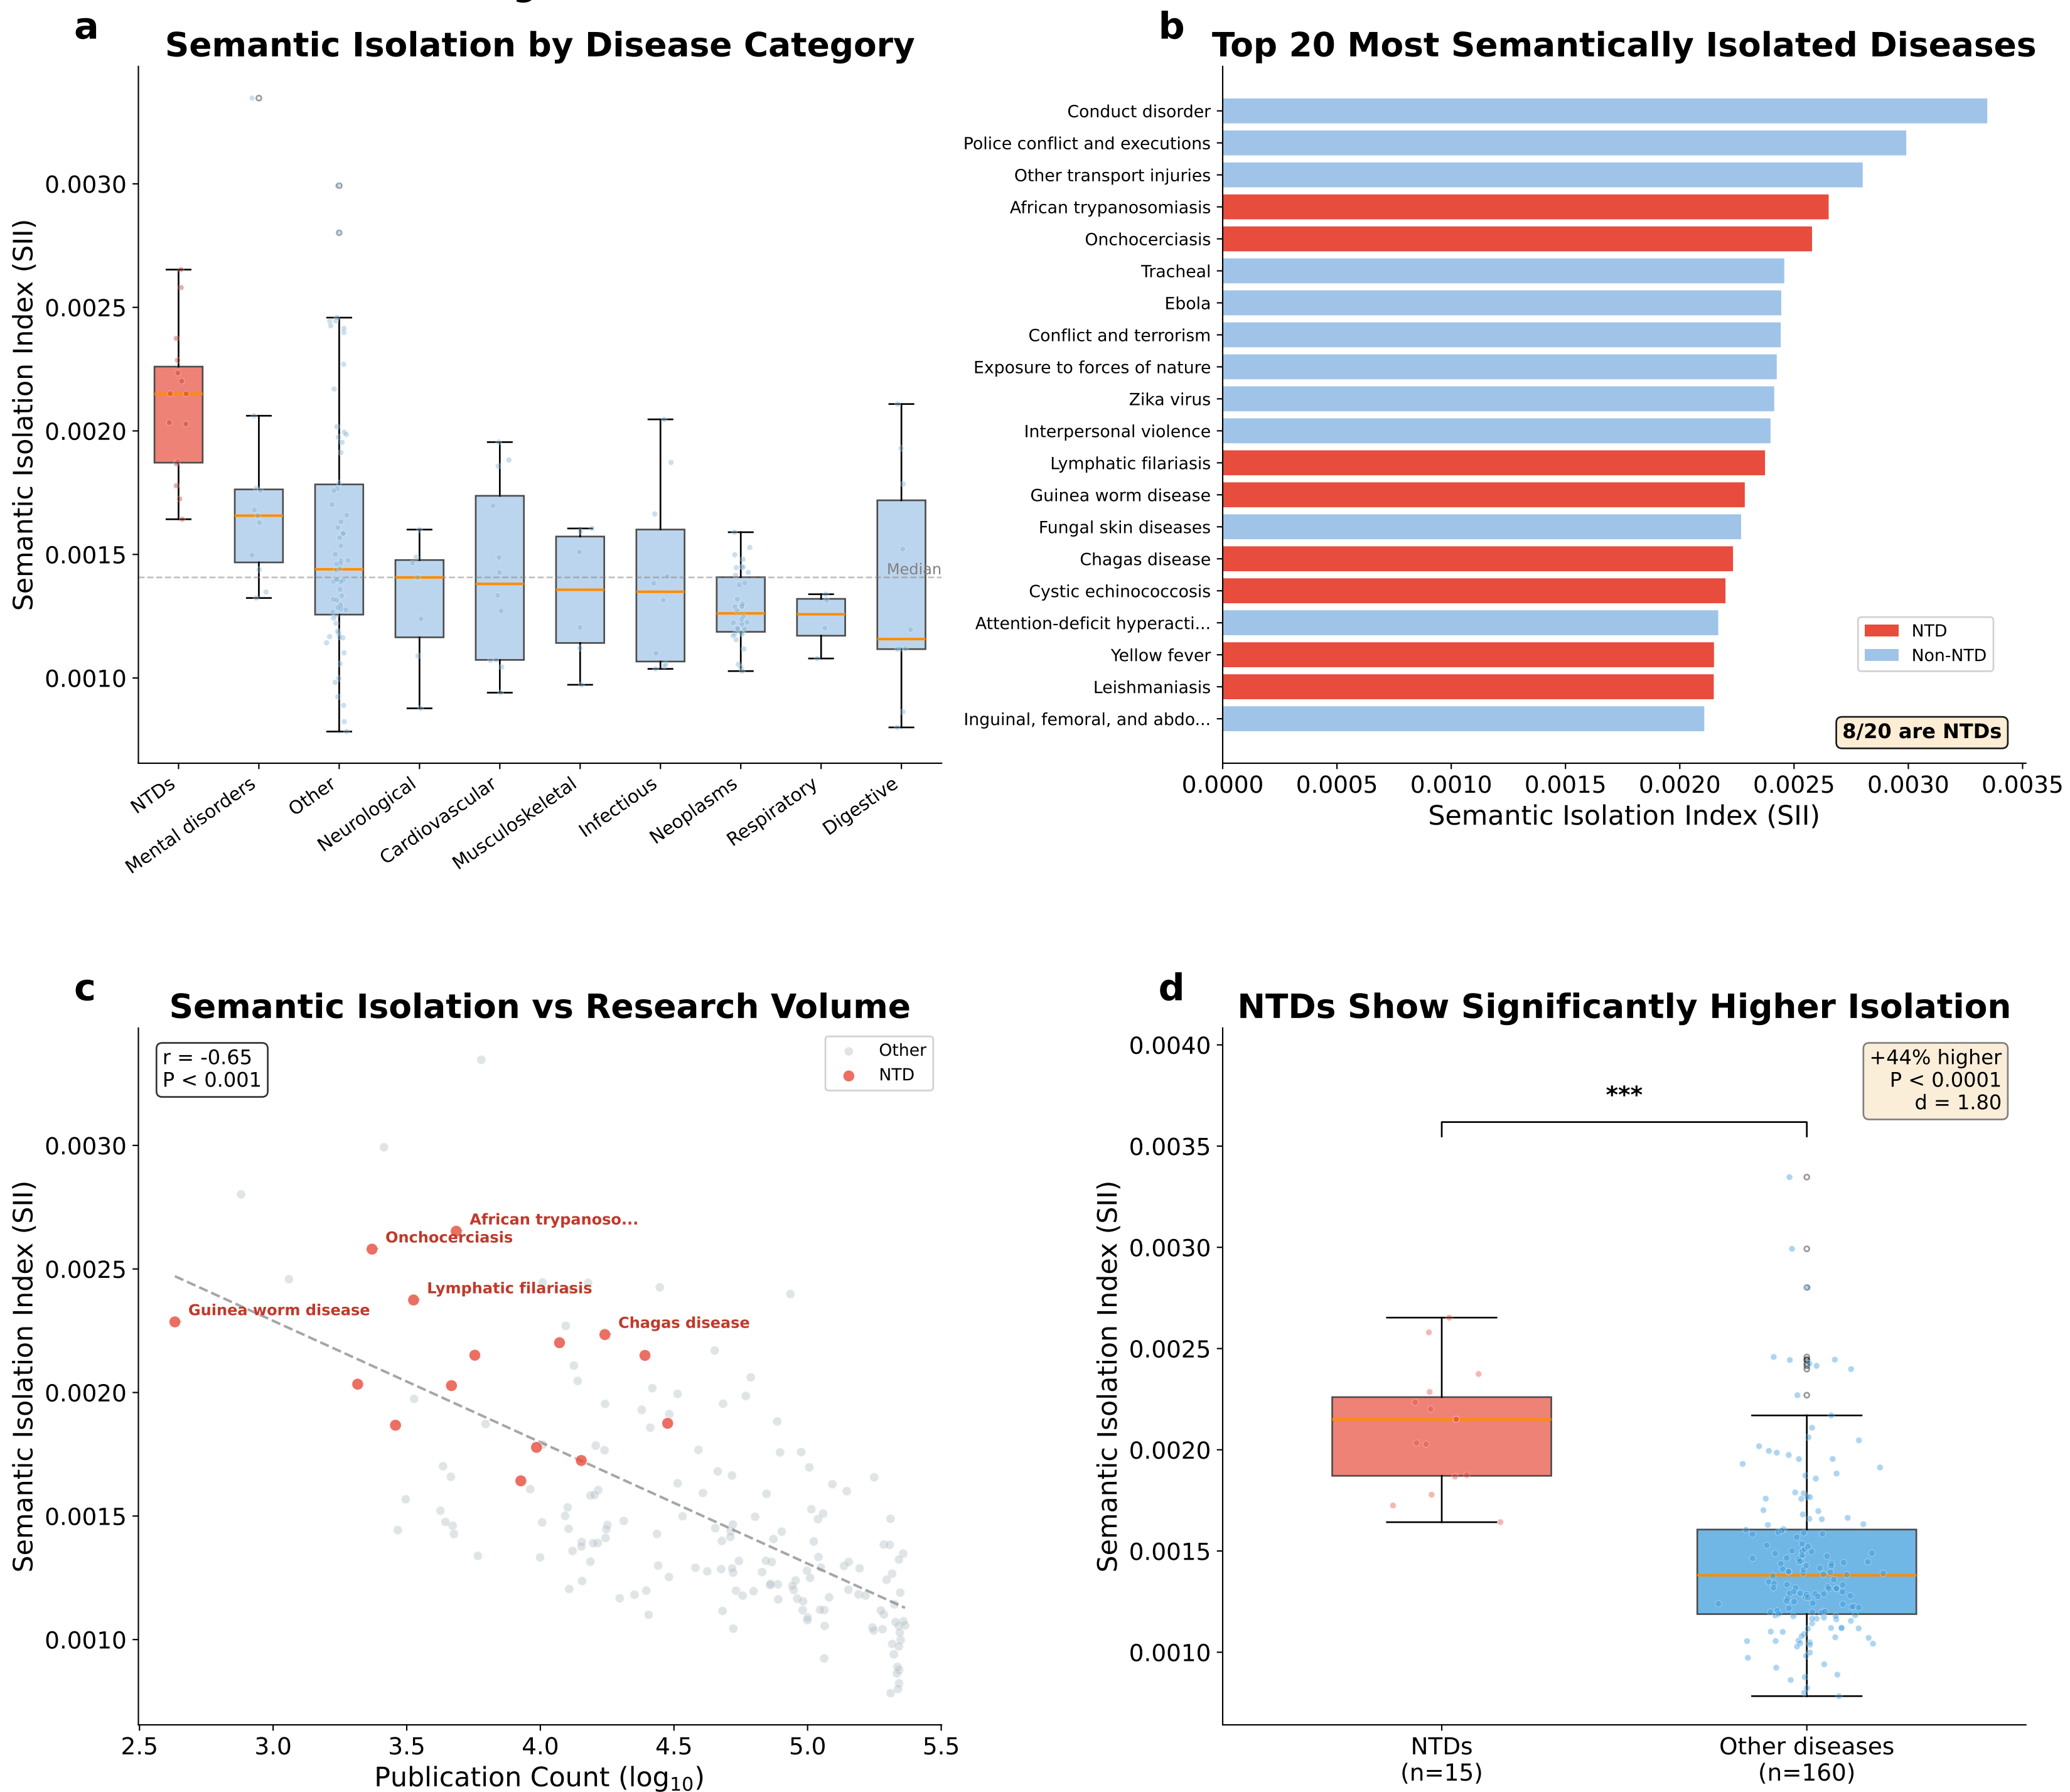 a
Semantic Isolation by Disease Category
Semantic Isolation Index (SII)
0.0030
0.0025
0.0020
0.0015
0.0010
Median
NTDs
Mental disorders
Other
Neurological
Cardiovascular
Musculoskeletal
Infectious
Neoplasms
Respiratory
Digestive
b
Top 20 Most Semantically Isolated Diseases
Conduct disorder
Police conflict and executions
Other transport injuries
African trypanosomiasis
Onchocerciasis
Tracheal
Ebola
Conflict and terrorism
Exposure to forces of nature
Zika virus
Interpersonal violence
Lymphatic filariasis
Guinea worm disease
Fungal skin diseases
Chagas disease
Cystic echinococcosis
Attention-deficit hyperacti...
Yellow fever
Leishmaniasis
Inguinal, femoral, and abdo...
NTD
Non-NTD
8/20 are NTDs
0.0000 0.0005 0.0010 0.0015 0.0020 0.0025 0.0030 0.0035
Semantic Isolation Index (SII)
c
Semantic Isolation vs Research Volume
r = -0.65
P < 0.001
Other
NTD
Semantic Isolation Index (SII)
0.0030
0.0025
0.0020
0.0015
0.0010
African trypanoso...
Onchocerciasis
Lymphatic filariasis
Guinea worm disease
Chagas disease
2.5 3.0 3.5 4.0 4.5 5.0 5.5
Publication Count (log₁₀)
d
NTDs Show Significantly Higher Isolation
+44% higher
P < 0.0001
d = 1.80
***
Semantic Isolation Index (SII)
0.0040
0.0035
0.0030
0.0025
0.0020
0.0015
0.0010
NTDs
(n=15)
Other diseases
(n=160)